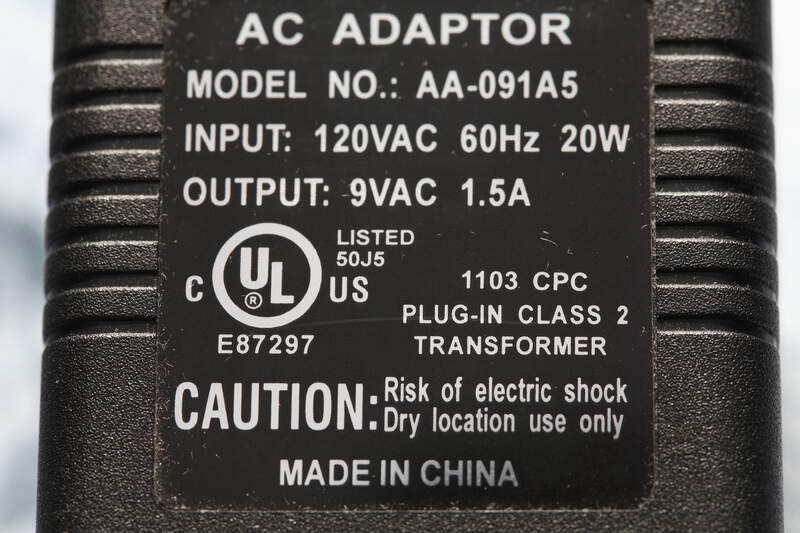 AC ADAPTOR
MODEL NO.: AA-091A5
INPUT: 120VAC 60Hz 20W
OUTPUT: 9VAC 1.5A
LISTED
50J5
C UL ® US
E87297
1103 CPC
PLUG-IN CLASS 2
TRANSFORMER
CAUTION: Risk of electric shock
Dry location use only
MADE IN CHINA